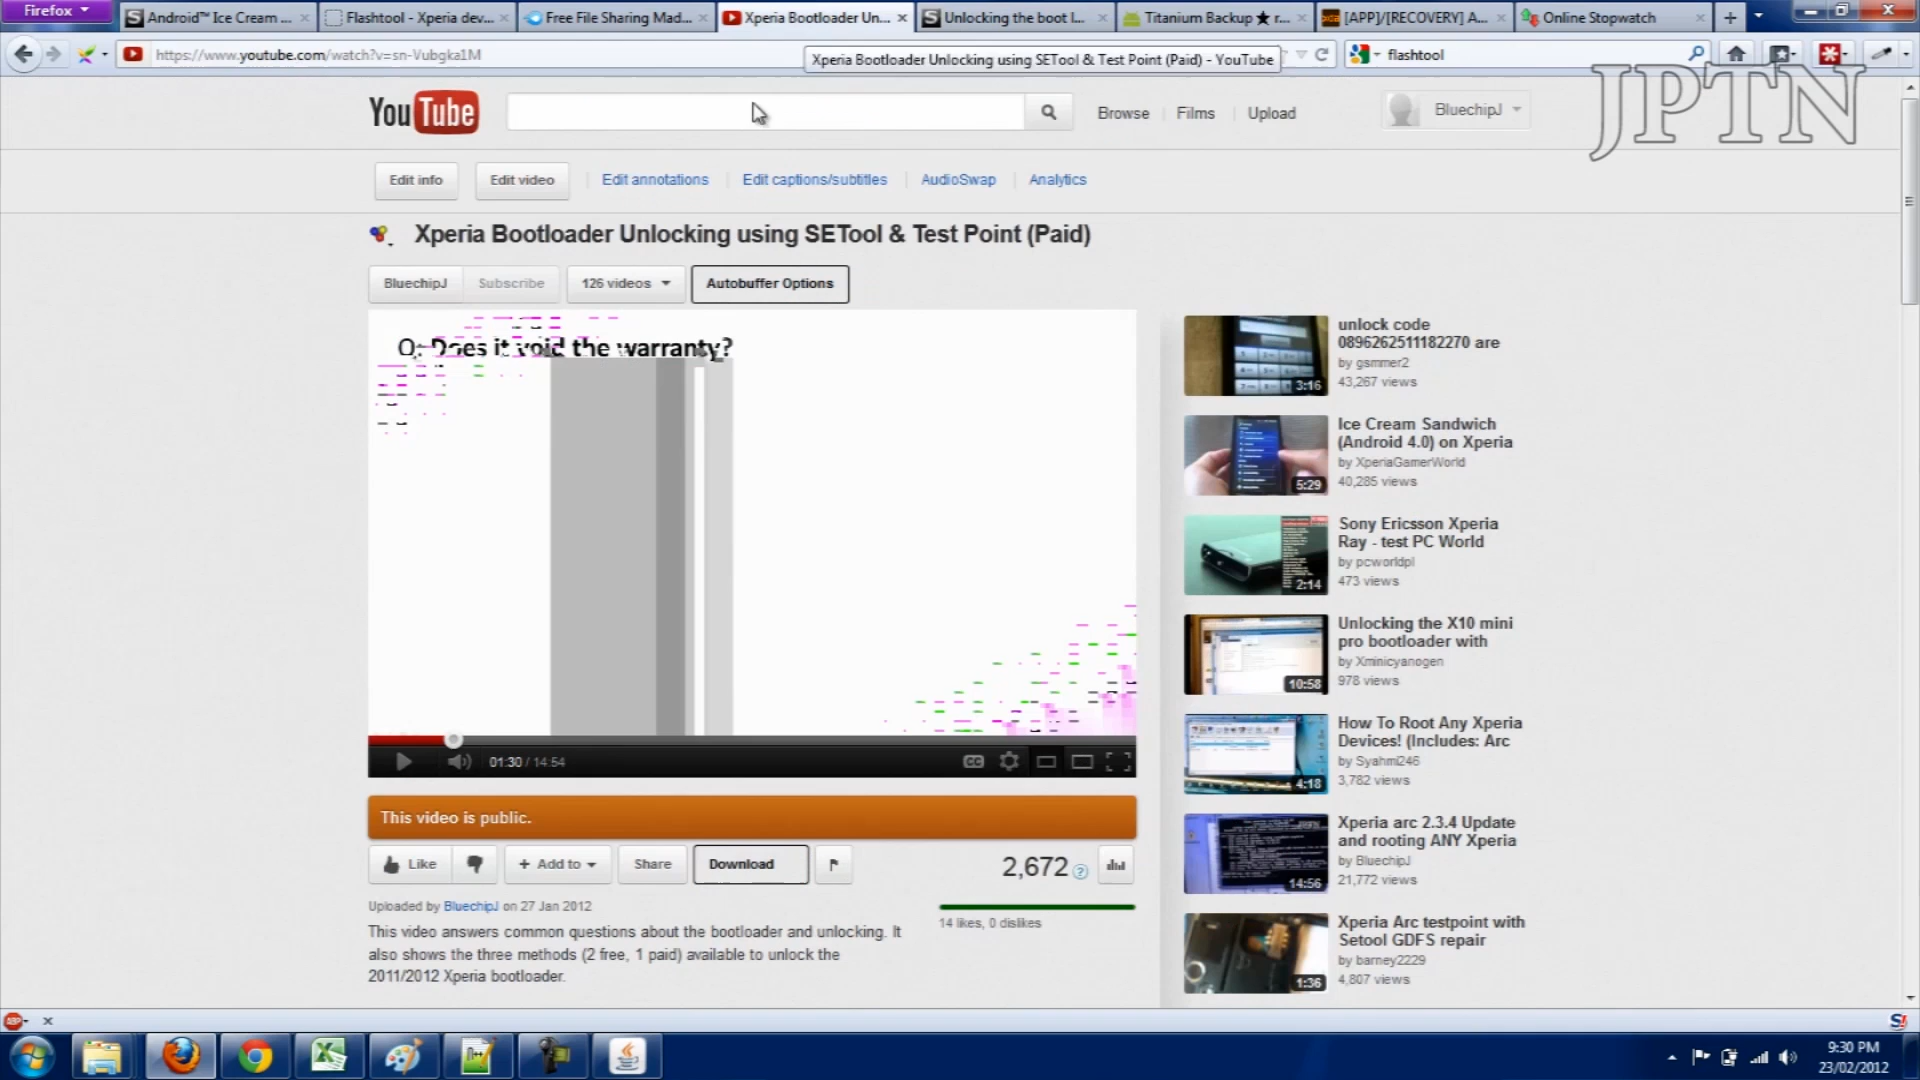 Firefox
Android™ Ice Cream ...
Flashtool - Xperia dev...
Free File Sharing Mad...
Xperia Bootloader Un...
Unlocking the boot l...
Titanium Backup ★ r...
[APP]/[RECOVERY] A...
Online Stopwatch
https://www.youtube.com/watch?v=sn-Vubgka1M
Xperia Bootloader Unlocking using SETool & Test Point (Paid) - YouTube
flashtool
JPTN
YouTube
Browse
Films
Upload
BluechipJ
Edit info
Edit video
Edit annotations
Edit captions/subtitles
AudioSwap
Analytics
Xperia Bootloader Unlocking using SETool & Test Point (Paid)
BluechipJ
Subscribe
126 videos
Autobuffer Options
Q: Does it void the warranty?
01:30 / 14:54
CC
This video is public.
Like
+ Add to
Share
Download
2,672
Uploaded by BluechipJ on 27 Jan 2012
14 likes, 0 dislikes
This video answers common questions about the bootloader and unlocking. It
also shows the three methods (2 free, 1 paid) available to unlock the
2011/2012 Xperia bootloader.
unlock code
0896262511182270 are
by gsmmer2
43,267 views
3:16
Ice Cream Sandwich
(Android 4.0) on Xperia
by XperiaGamerWorld
40,285 views
5:29
Sony Ericsson Xperia
Ray - test PC World
by pcworldpl
473 views
2:14
Unlocking the X10 mini
pro bootloader with
by Xminicyanogen
978 views
10:58
How To Root Any Xperia
Devices! (Includes: Arc
by Syahmi246
3,782 views
4:18
Xperia arc 2.3.4 Update
and rooting ANY Xperia
by BluechipJ
21,772 views
14:56
Xperia Arc testpoint with
Setool GDFS repair
by barney2229
4,807 views
1:36
ABP
9:30 PM
23/02/2012